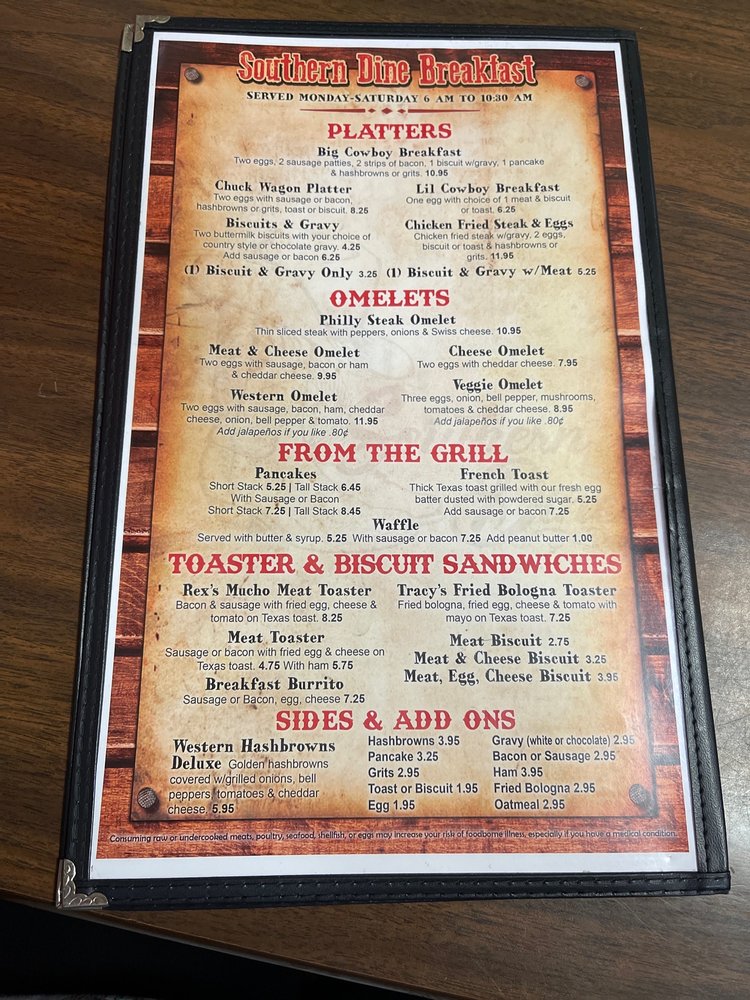 Southern Dine Breakfast
SERVED MONDAY-SATURDAY 6 AM TO 10:30 AM
PLATTERS
Big Cowboy Breakfast
Two eggs, 2 sausage patties, 2 strips of bacon, 1 biscuit w/gravy, 1 pancake
& hashbrowns or grits. 10.95
Chuck Wagon Platter
Two eggs with sausage or bacon,
hashbrowns or grits, toast or biscuit. 8.25
Lil Cowboy Breakfast
One egg with choice of 1 meat & biscuit
or toast. 6.25
Biscuits & Gravy
Two buttermilk biscuits with your choice of
country style or chocolate gravy. 4.25
Add sausage or bacon 6.25
Chicken Fried Steak & Eggs
Chicken fried steak w/gravy. 2 eggs,
biscuit or toast & hashbrowns or
grits. 11.95
(1) Biscuit & Gravy Only 3.25 (1) Biscuit & Gravy w/Meat 5.25
OMELETS
Philly Steak Omelet
Thin sliced steak with peppers, onions & Swiss cheese. 10.95
Meat & Cheese Omelet
Two eggs with sausage, bacon or ham
& cheddar cheese. 9.95
Cheese Omelet
Two eggs with cheddar cheese. 7.95
Western Omelet
Two eggs with sausage, bacon, ham, cheddar
cheese, onion, bell pepper & tomato. 11.95
Add jalapeños if you like .80¢
Veggie Omelet
Three eggs, onion, bell pepper, mushrooms,
tomatoes & cheddar cheese. 8.95
Add jalapeños if you like .80¢
FROM THE GRILL
Pancakes
Short Stack 5.25 | Tall Stack 6.45
With Sausage or Bacon
Short Stack 7.25 | Tall Stack 8.45
French Toast
Thick Texas toast grilled with our fresh egg
batter dusted with powdered sugar. 5.25
Add sausage or bacon 7.25
Waffle
Served with butter & syrup. 5.25 With sausage or bacon 7.25 Add peanut butter 1.00
TOASTER & BISCUIT SANDWICHES
Rex's Mucho Meat Toaster
Bacon & sausage with fried egg, cheese &
tomato on Texas toast. 8.25
Tracy's Fried Bologna Toaster
Fried bologna, fried egg, cheese & tomato with
mayo on Texas toast. 7.25
Meat Toaster
Sausage or bacon with fried egg & cheese on
Texas toast. 4.75 With ham 5.75
Breakfast Burrito
Sausage or Bacon, egg, cheese 7.25
Meat Biscuit 2.75
Meat & Cheese Biscuit 3.25
Meat, Egg, Cheese Biscuit 3.95
SIDES & ADD ONS
Western Hashbrowns
Deluxe Golden hashbrowns
covered w/grilled onions, bell
peppers, tomatoes & cheddar
cheese. 5.95
Hashbrowns 3.95
Pancake 3.25
Grits 2.95
Toast or Biscuit 1.95
Egg 1.95
Gravy (white or chocolate) 2.95
Bacon or Sausage 2.95
Ham 3.95
Fried Bologna 2.95
Oatmeal 2.95
Consuming raw or undercooked meats, poultry, seafood, shellfish, or eggs may increase your risk of foodborne illness, especially if you have a medical condition.